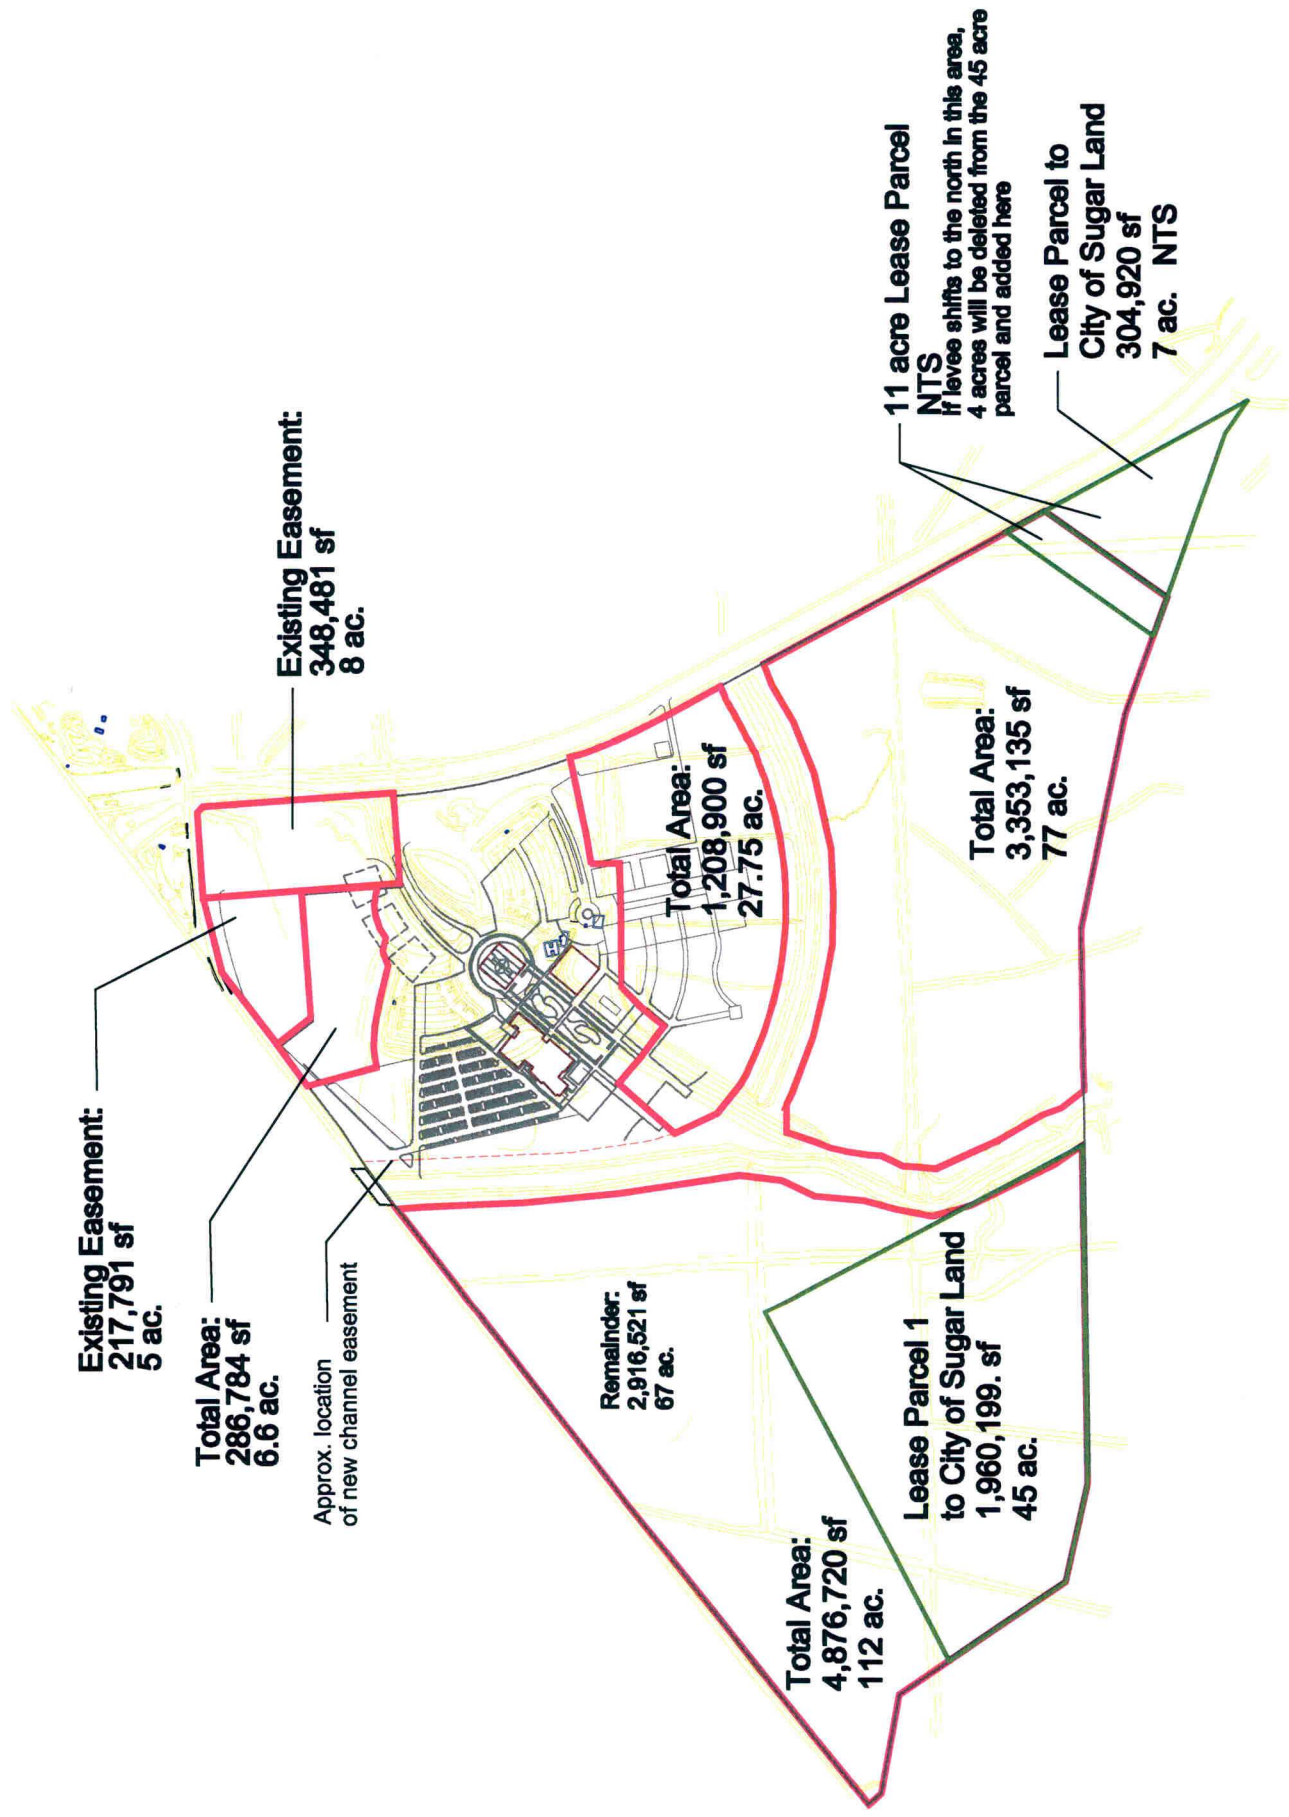 Existing Easement:
217,791 sf
5 ac.
Total Area:
286,784 sf
6.6 ac.
Approx. location
of new channel easement
Existing Easement:
348,481 sf
8 ac.
Total Area:
1,208,900 sf
27.75 ac.
Remainder:
2,916,521 sf
67 ac.
Total Area:
4,876,720 sf
112 ac.
Lease Parcel 1
to City of Sugar Land
1,960,199. sf
45 ac.
Total Area:
3,353,135 sf
77 ac.
11 acre Lease Parcel
NTS
If levee shifts to the north in this area,
4 acres will be deleted from the 45 acre
parcel and added here
Lease Parcel to
City of Sugar Land
304,920 sf
7 ac. NTS